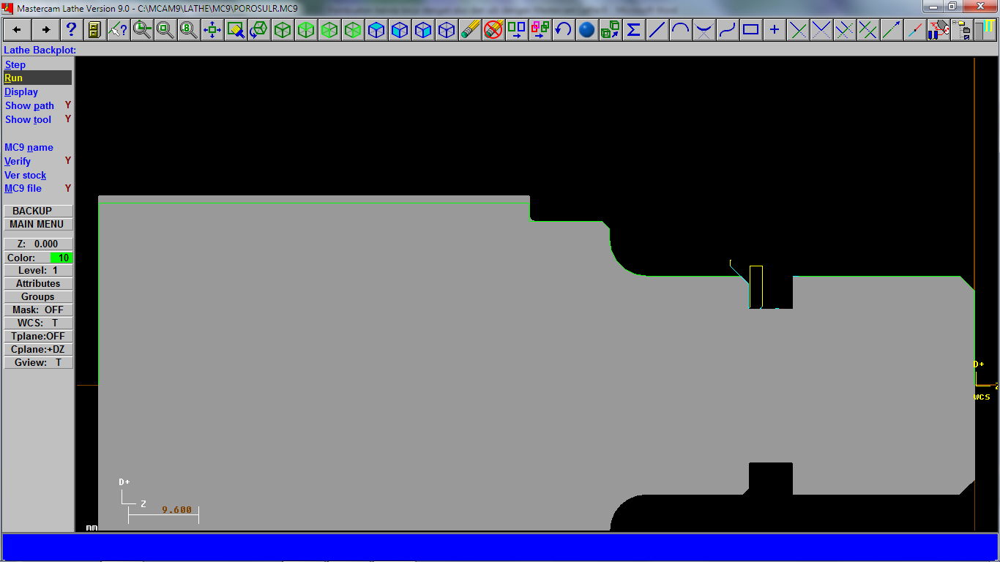 Mastercam Lathe Version 9.0 - C:\MCAM9\LATHE\MC9\POROSULR.MC9
Lathe Backplot:
Step
Run
Display
Show path Y
Show tool Y
MC9 name
Verify Y
Ver stock
MC9 file Y
BACKUP
MAIN MENU
Z: 0.000
Color: 10
Level: 1
Attributes
Groups
Mask: OFF
WCS: T
Tplane:OFF
Cplane:+DZ
Gview: T
D+
Z
WCS
D+
Z
9.600
mm